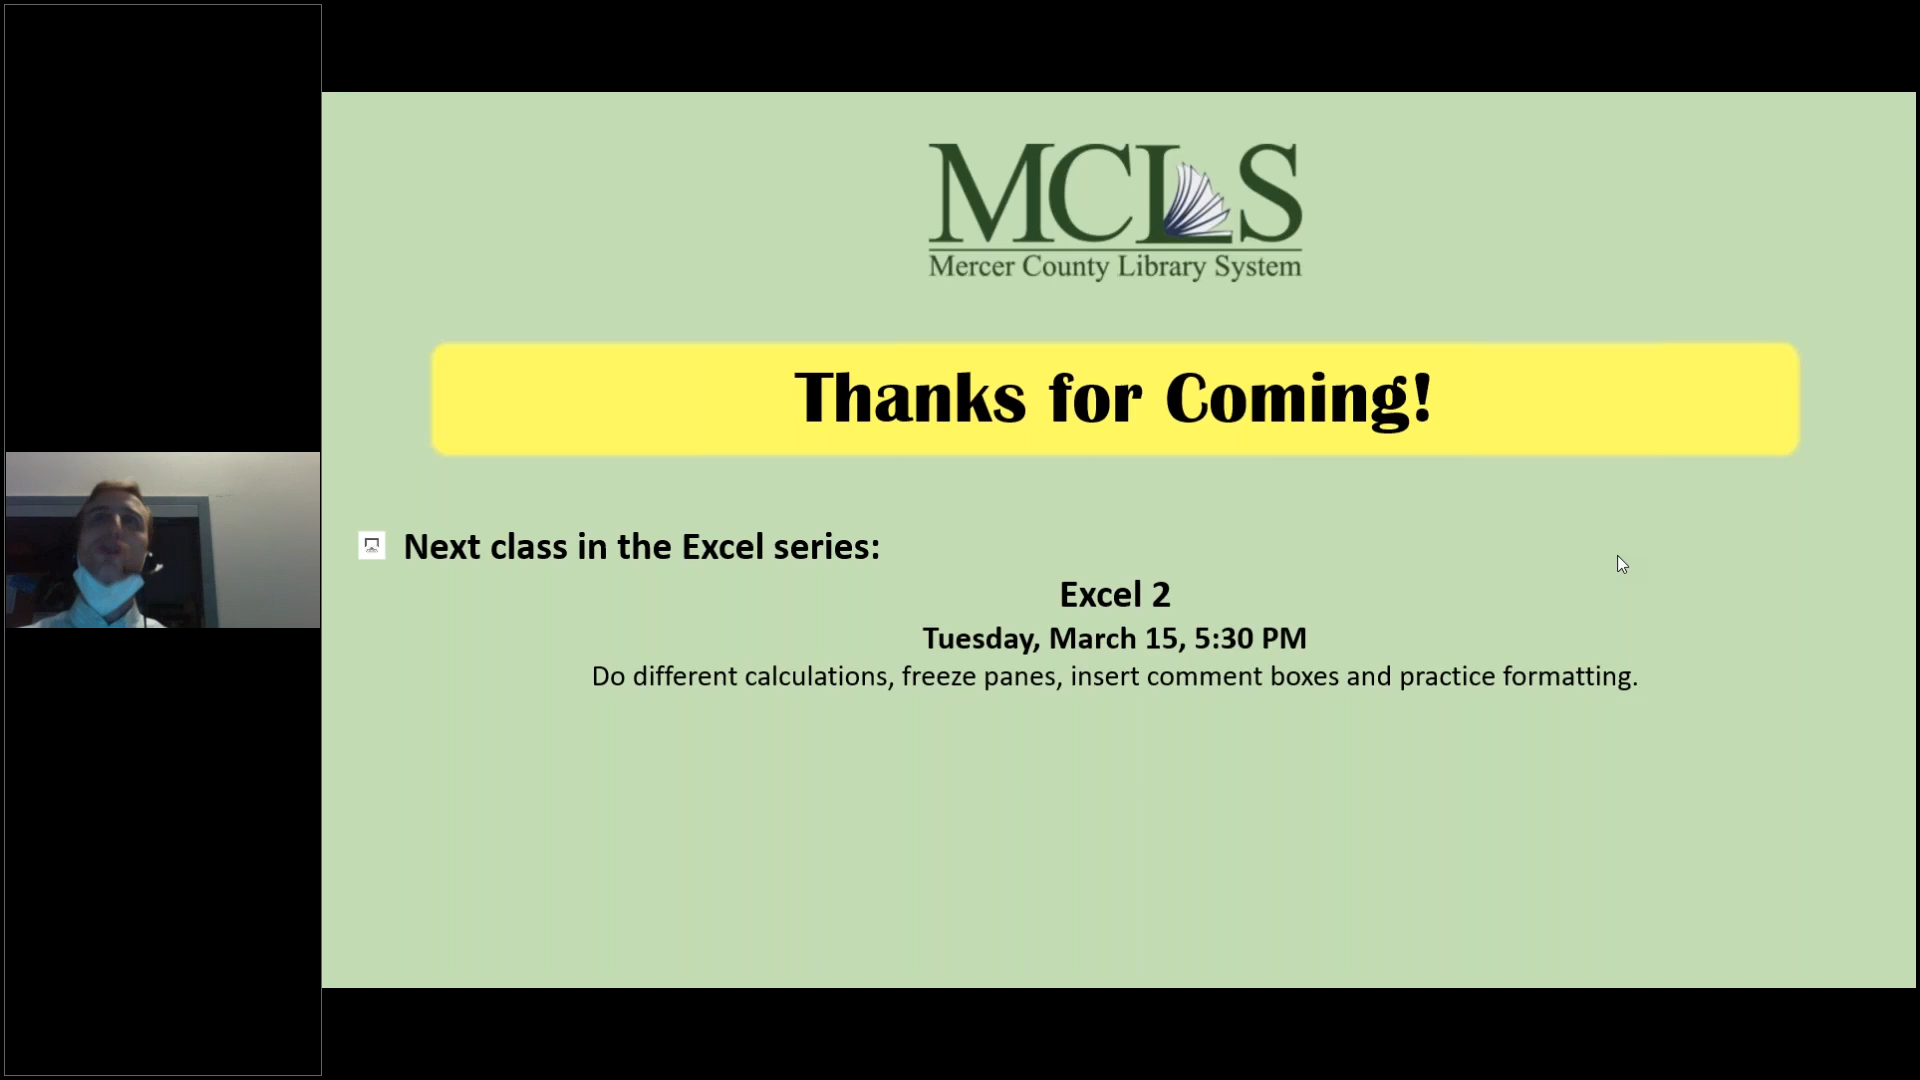 MCLS
Mercer County Library System
Thanks for Coming!
Next class in the Excel series:
Excel 2
Tuesday, March 15, 5:30 PM
Do different calculations, freeze panes, insert comment boxes and practice formatting.